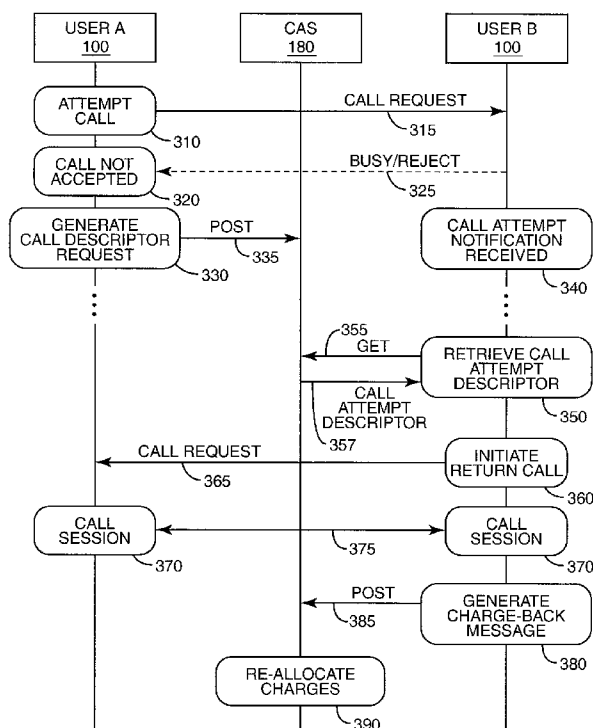 USER A
100
CAS
180
USER B
100
ATTEMPT
CALL
310
CALL REQUEST
315
CALL NOT
ACCEPTED
320
BUSY/REJECT
325
GENERATE
CALL DESCRIPTOR
REQUEST
330
POST
335
CALL ATTEMPT
NOTIFICATION
RECEIVED
340
355
GET
RETRIEVE CALL
ATTEMPT
DESCRIPTOR
350
CALL
ATTEMPT
DESCRIPTOR
357
CALL REQUEST
365
INITIATE
RETURN CALL
360
CALL
SESSION
370
375
CALL
SESSION
370
POST
385
GENERATE
CHARGE-BACK
MESSAGE
380
RE-ALLOCATE
CHARGES
390